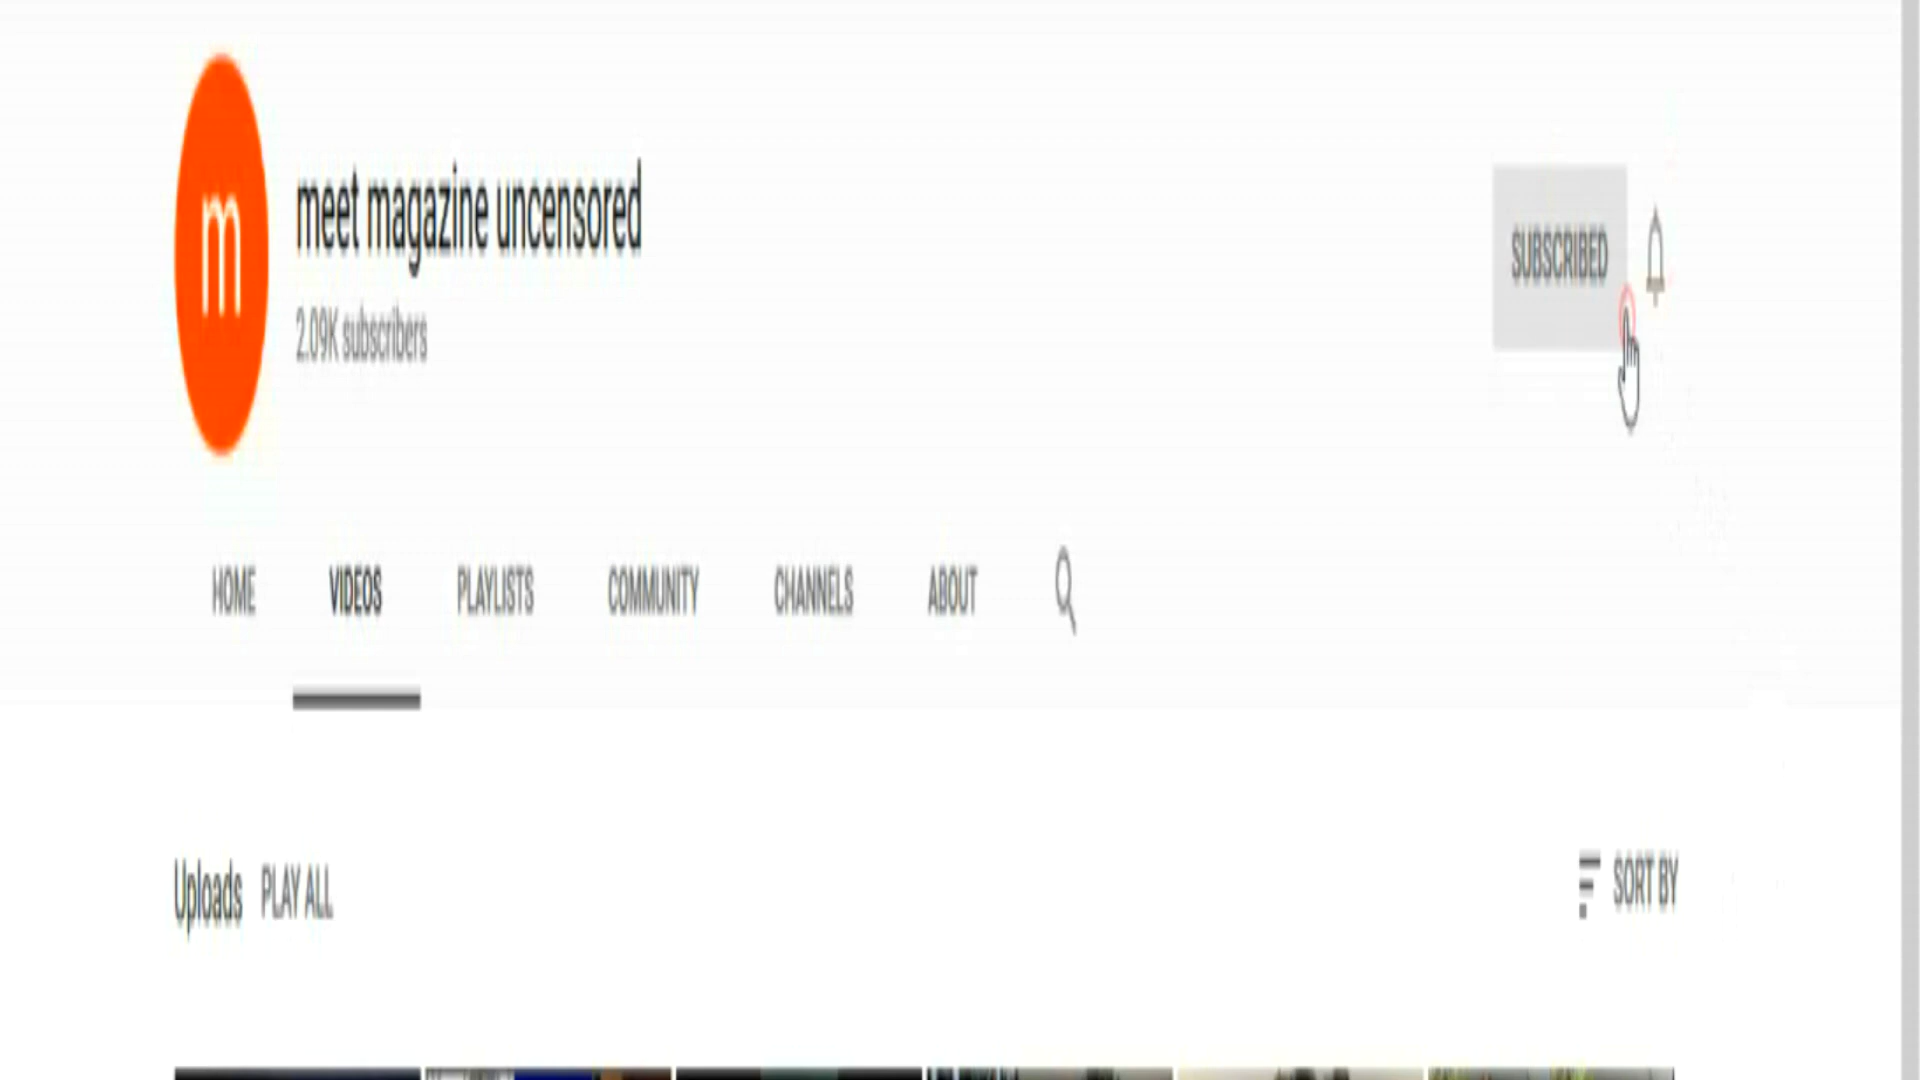 m
meet magazine uncensored
2.09K subscribers
SUBSCRIBED
HOME VIDEOS PLAYLISTS COMMUNITY CHANNELS ABOUT
Uploads PLAY ALL
SORT BY